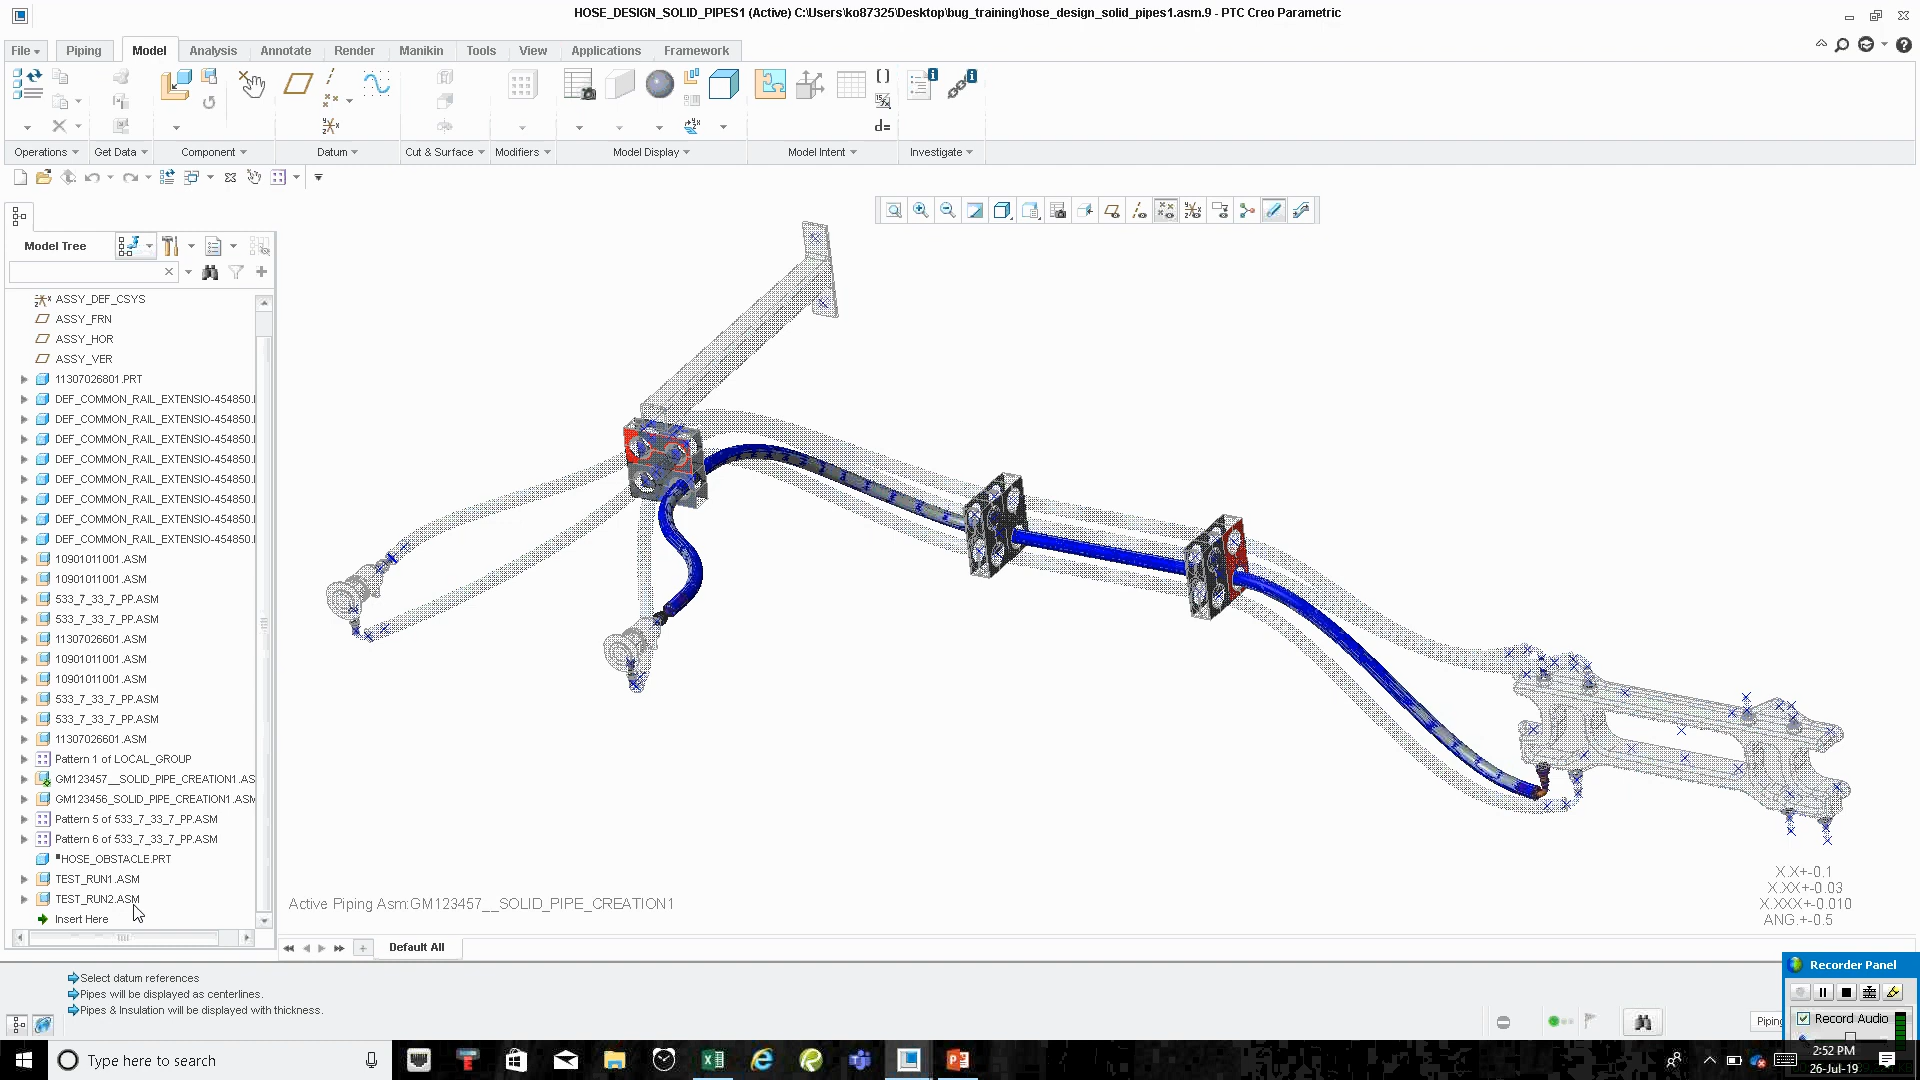 HOSE_DESIGN_SOLID_PIPES1 (Active) C:\Users\ko87325\Desktop\bug_training\hose_design_solid_pipes1.asm.9 - PTC Creo Parametric
File Piping Model Analysis Annotate Render Manikin Tools View Applications Framework
d=
Operations Get Data Component Datum Cut & Surface Modifiers Model Display Model Intent Investigate
Model Tree
ASSY_DEF_CSYS
ASSY_FRN
ASSY_HOR
ASSY_VER
11307026801.PRT
DEF_COMMON_RAIL_EXTENSIO-454850.
DEF_COMMON_RAIL_EXTENSIO-454850.
DEF_COMMON_RAIL_EXTENSIO-454850.
DEF_COMMON_RAIL_EXTENSIO-454850.
DEF_COMMON_RAIL_EXTENSIO-454850.
DEF_COMMON_RAIL_EXTENSIO-454850.
DEF_COMMON_RAIL_EXTENSIO-454850.
DEF_COMMON_RAIL_EXTENSIO-454850.
10901011001.ASM
10901011001.ASM
533_7_33_7_PP.ASM
533_7_33_7_PP.ASM
11307026601.ASM
10901011001.ASM
10901011001.ASM
533_7_33_7_PP.ASM
533_7_33_7_PP.ASM
11307026601.ASM
Pattern 1 of LOCAL_GROUP
GM123457__SOLID_PIPE_CREATION1.AS
GM123456_SOLID_PIPE_CREATION1.ASM
Pattern 5 of 533_7_33_7_PP.ASM
Pattern 6 of 533_7_33_7_PP.ASM
HOSE_OBSTACLE.PRT
TEST_RUN1.ASM
TEST_RUN2.ASM
Insert Here
Active Piping Asm:GM123457__SOLID_PIPE_CREATION1
X.X+-0.1
X.XX+-0.03
X.XXX+-0.010
ANG.+-0.5
Default All
Select datum references
Pipes will be displayed as centerlines.
Pipes & Insulation will be displayed with thickness.
Recorder Panel
Piping
Record Audio
Type here to search
2:52 PM
26-Jul-19